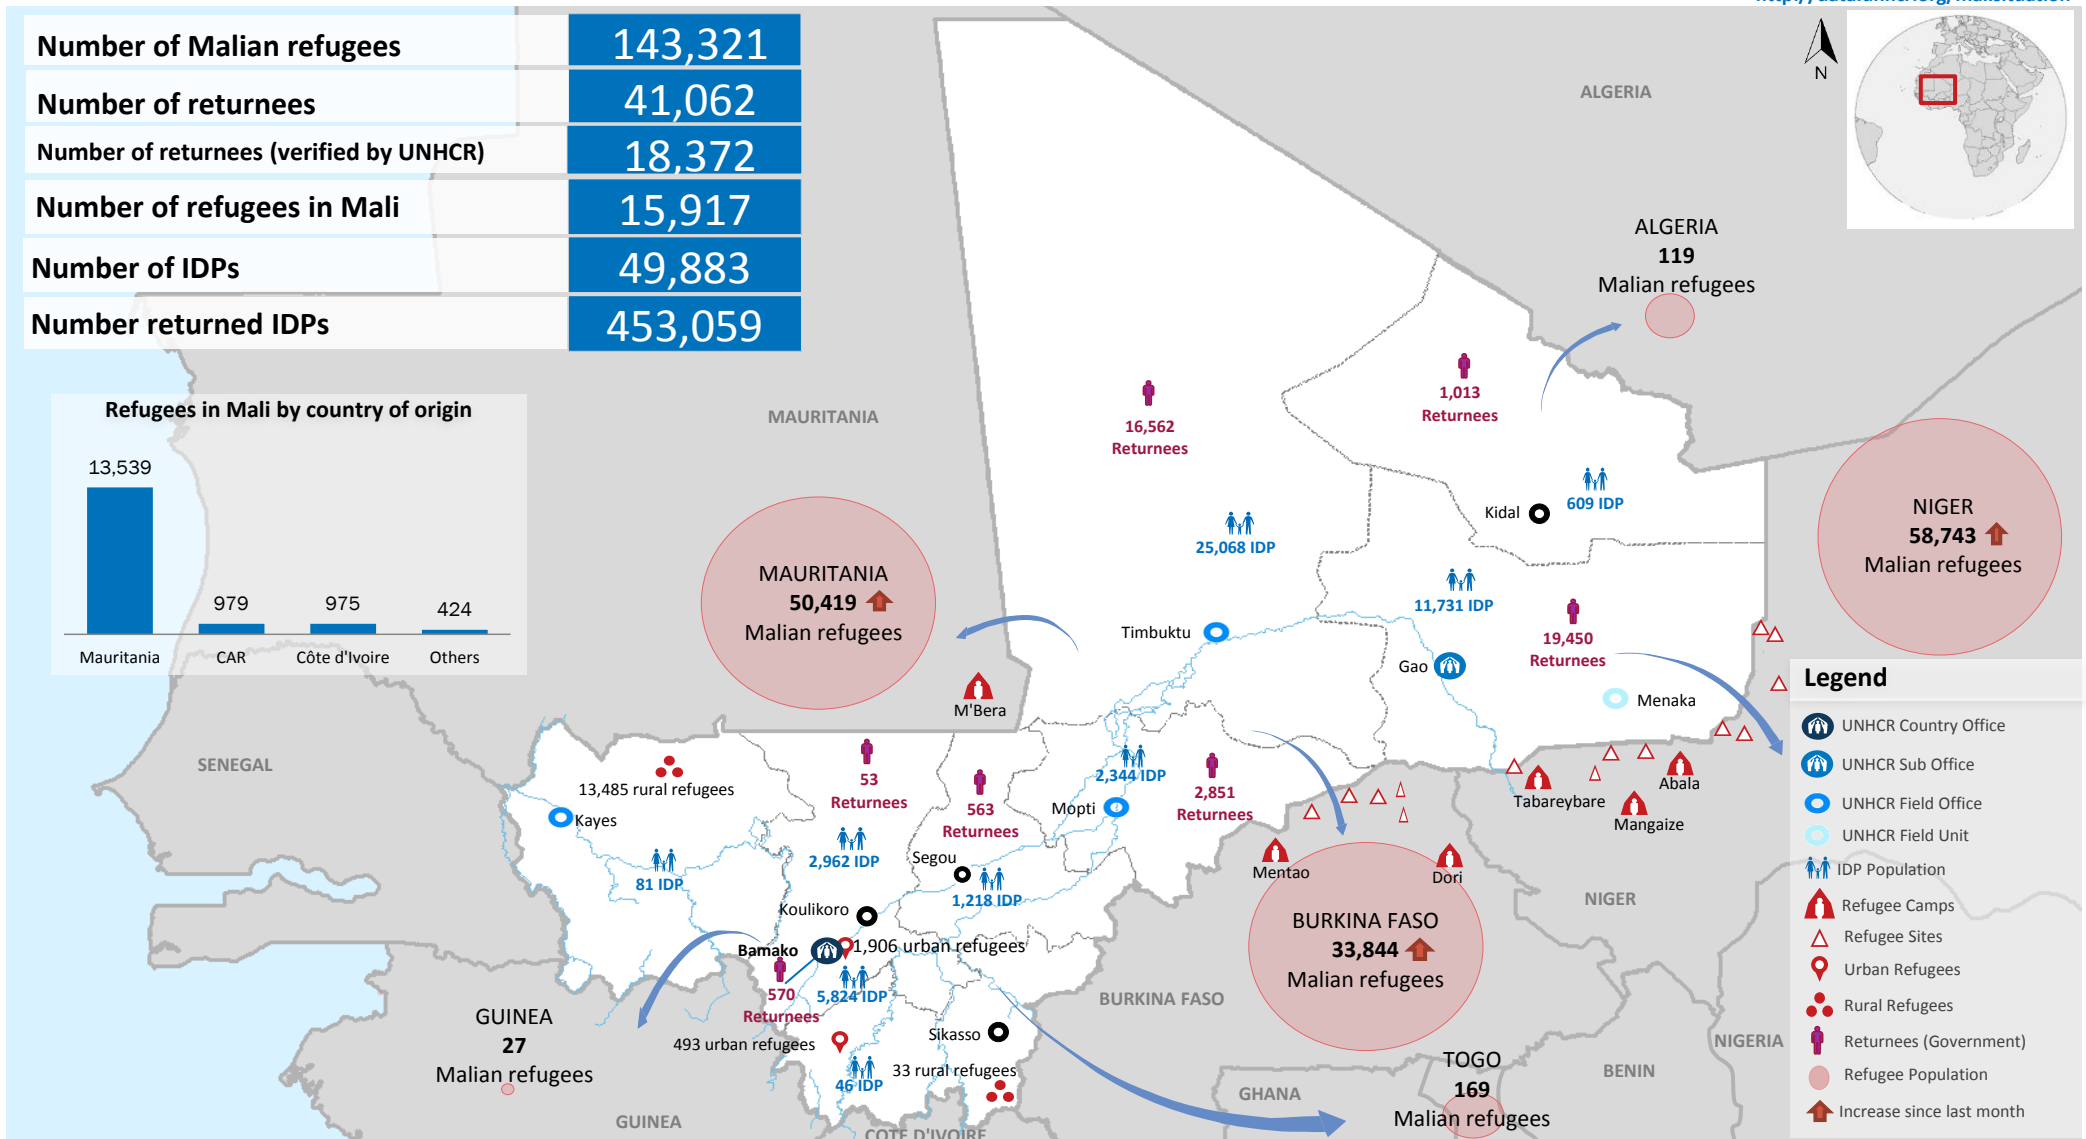 http://data.unhcr.org/malisituation
Number of Malian refugees 143,321
Number of returnees 41,062
Number of returnees (verified by UNHCR) 18,372
Number of refugees in Mali 15,917
Number of IDPs 49,883
Number returned IDPs 453,059
Refugees in Mali by country of origin
13,539
979
975
424
Mauritania
CAR
Côte d'Ivoire
Others
N
ALGERIA
ALGERIA
119
Malian refugees
MAURITANIA
1,013
Returnees
16,562
Returnees
609 IDP
Kidal
25,068 IDP
NIGER
58,743
Malian refugees
MAURITANIA
50,419
Malian refugees
11,731 IDP
Timbuktu
19,450
Returnees
Gao
Menaka
M'Bera
SENEGAL
13,485 rural refugees
Kayes
81 IDP
53
Returnees
2,962 IDP
563
Returnees
2,344 IDP
Mopti
2,851
Returnees
Segou
1,218 IDP
Koulikoro
Bamako
1,906 urban refugees
570
Returnees
5,824 IDP
493 urban refugees
46 IDP
Sikasso
33 rural refugees
Tabareybare
Abala
Mangaize
Mentao
Dori
NIGER
BURKINA FASO
33,844
Malian refugees
BURKINA FASO
GUINEA
27
Malian refugees
GUINEA
COTE D'IVOIRE
GHANA
TOGO
169
Malian refugees
BENIN
NIGERIA
Legend
UNHCR Country Office
UNHCR Sub Office
UNHCR Field Office
UNHCR Field Unit
IDP Population
Refugee Camps
Refugee Sites
Urban Refugees
Rural Refugees
Returnees (Government)
Refugee Population
Increase since last month